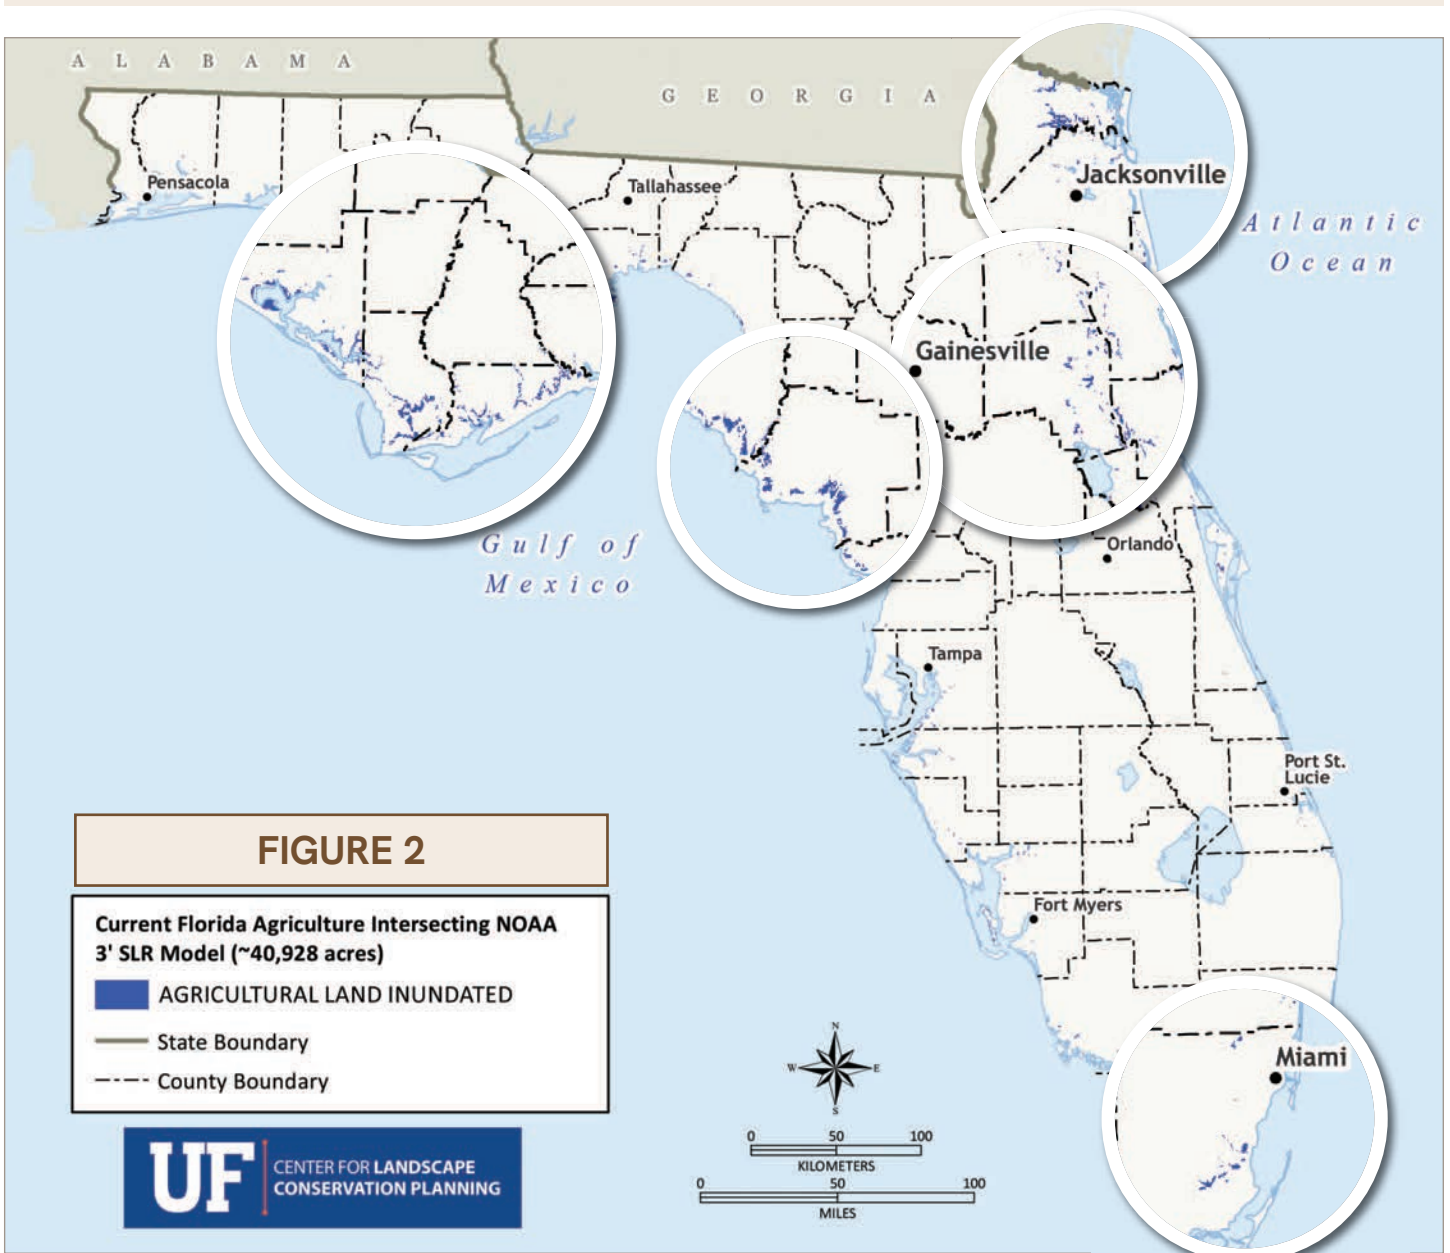 A L A B A M A
G E O R G I A
Pensacola
Tallahassee
Jacksonville
Atlantic
Ocean
Gainesville
Gulf of
Mexico
Orlando
Tampa
Port St.
Lucie
Fort Myers
Miami
FIGURE 2
Current Florida Agriculture Intersecting NOAA
3' SLR Model (~40,928 acres)
AGRICULTURAL LAND INUNDATED
State Boundary
County Boundary
UF
CENTER FOR LANDSCAPE
CONSERVATION PLANNING
N
W E
S
0 50 100
KILOMETERS
0 50 100
MILES